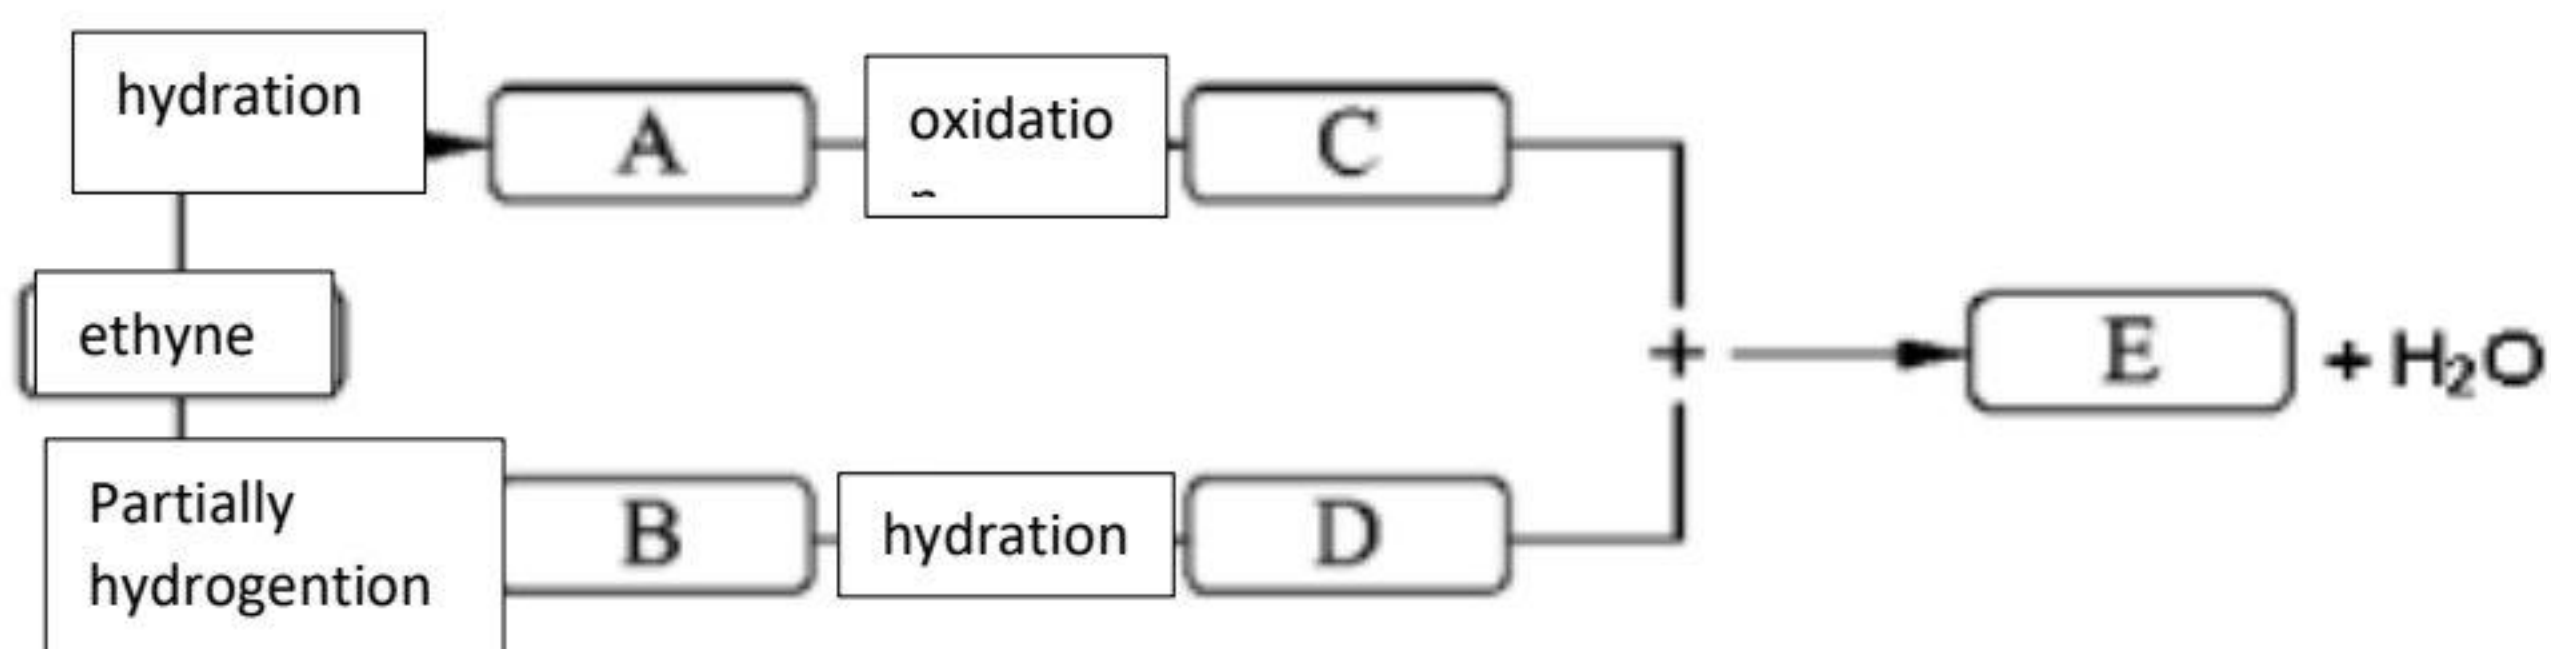 hydration
A
oxidatio
n
C
ethyne
+
E
+ H₂O
Partially
hydrogention
B
hydration
D